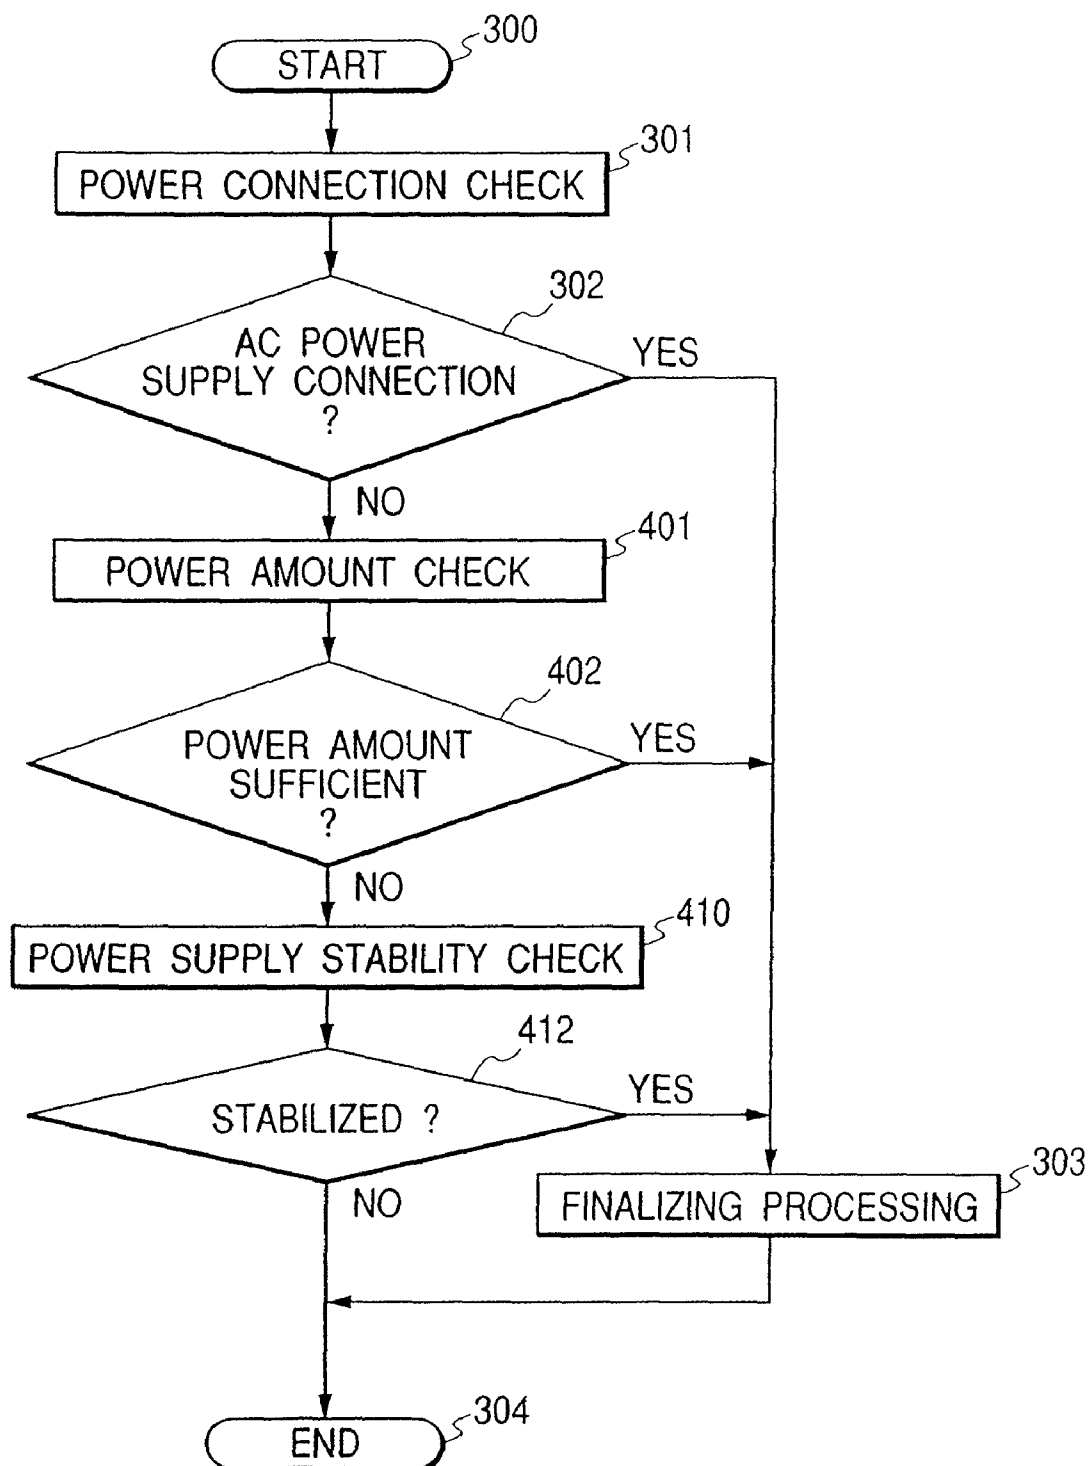 300
START
301
POWER CONNECTION CHECK
302
AC POWER
SUPPLY CONNECTION
?
YES
NO
401
POWER AMOUNT CHECK
402
POWER AMOUNT
SUFFICIENT
?
YES
NO
410
POWER SUPPLY STABILITY CHECK
412
STABILIZED ?
YES
NO
303
FINALIZING PROCESSING
304
END